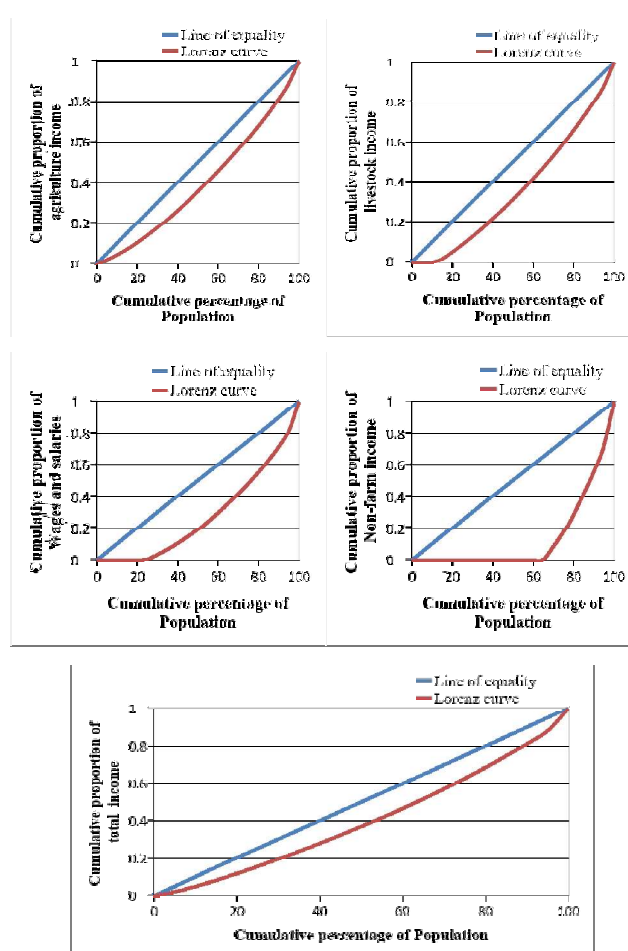 Line of equality
Lorenz curve
Cumulative proportion of
agriculture income
1
0.8
0.6
0.4
0.2
0
0 20 40 60 80 100
Cumulative percentage of
Population
Line of equality
Lorenz curve
Cumulative proportion of
livestock income
1
0.8
0.6
0.4
0.2
0
0 20 40 60 80 100
Cumulative percentage of
Population
Line of equality
Lorenz curve
Cumulative proportion of
Wages and salaries
1
0.8
0.6
0.4
0.2
0
0 20 40 60 80 100
Cumulative percentage of
Population
Line of equality
Lorenz curve
Cumulative proportion of
Non-farm income
1
0.8
0.6
0.4
0.2
0
0 20 40 60 80 100
Cumulative percentage of
Population
Line of equality
Lorenz curve
Cumulative proportion of
total income
1
0.8
0.6
0.4
0.2
0
0 20 40 60 80 100
Cumulative percentage of Population